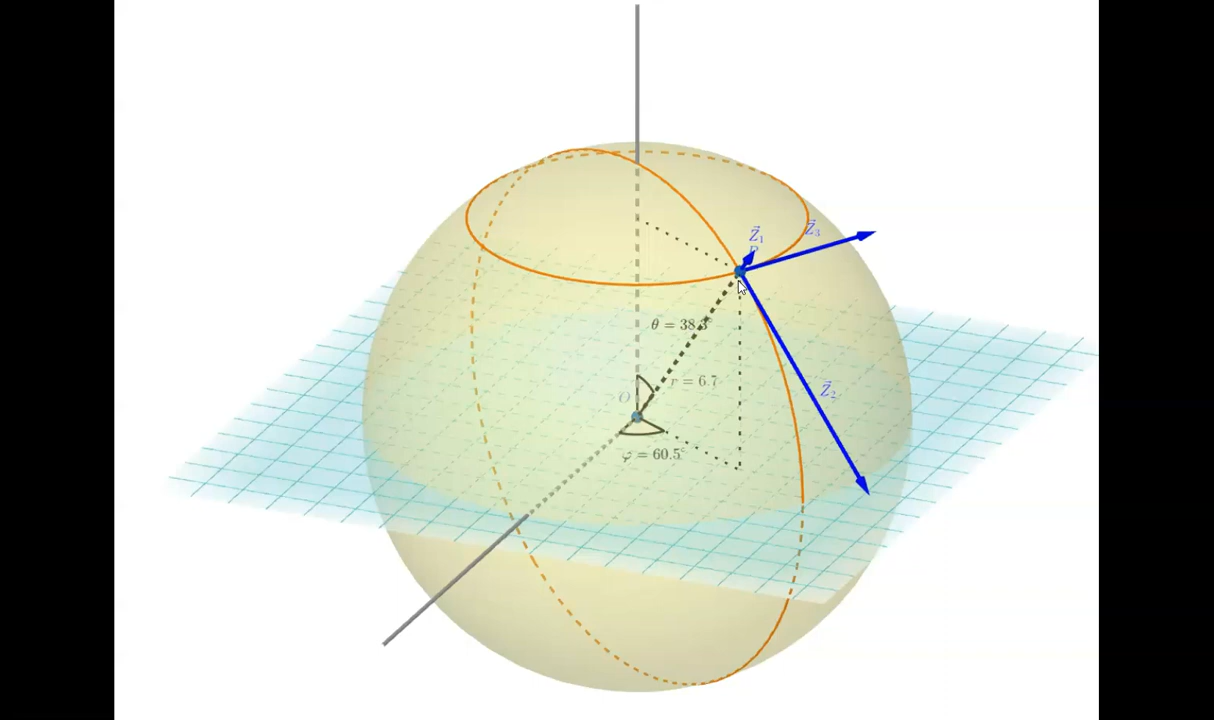 Z⃗₁
P
Z⃗₃
θ = 38.3°
r = 6.7
Z⃗₂
O
φ = 60.5°